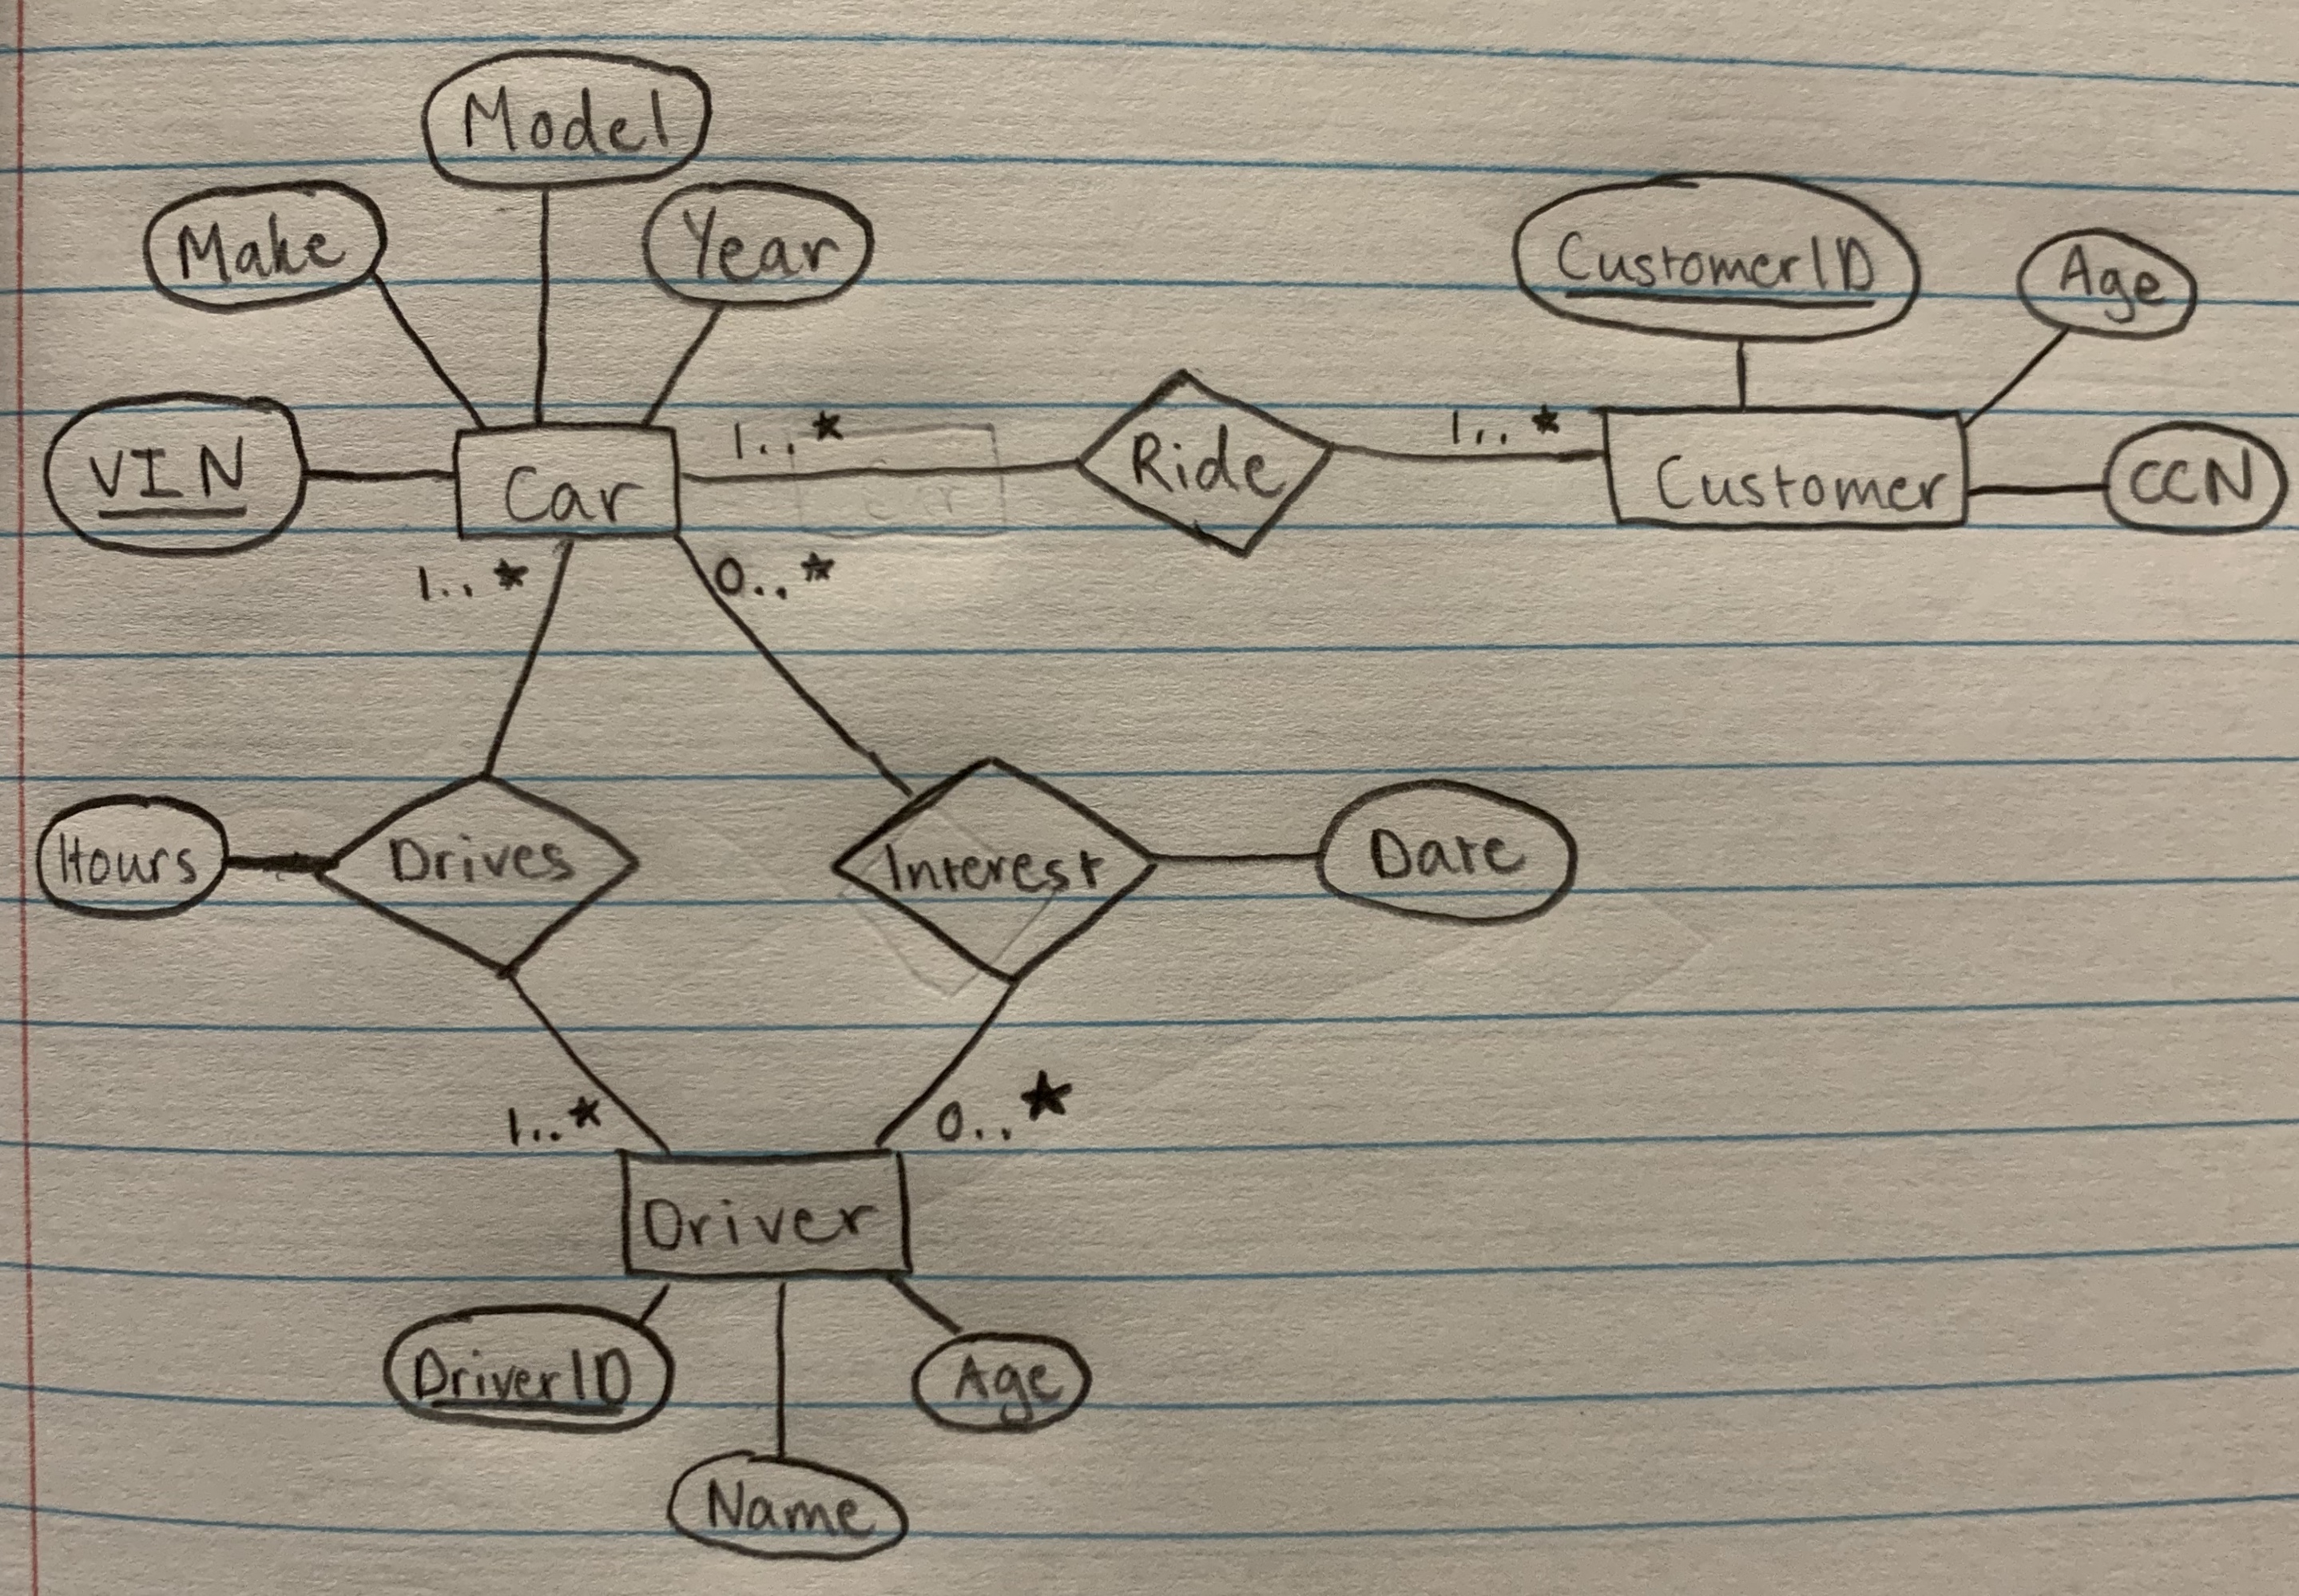 Model
Make
Year
CustomerID
Age
VIN
Car
1..*
Ride
1..*
Customer
CCN
1..*
0..*
Hours
Drives
Interest
Date
1..*
0..*
Driver
DriverID
Age
Name